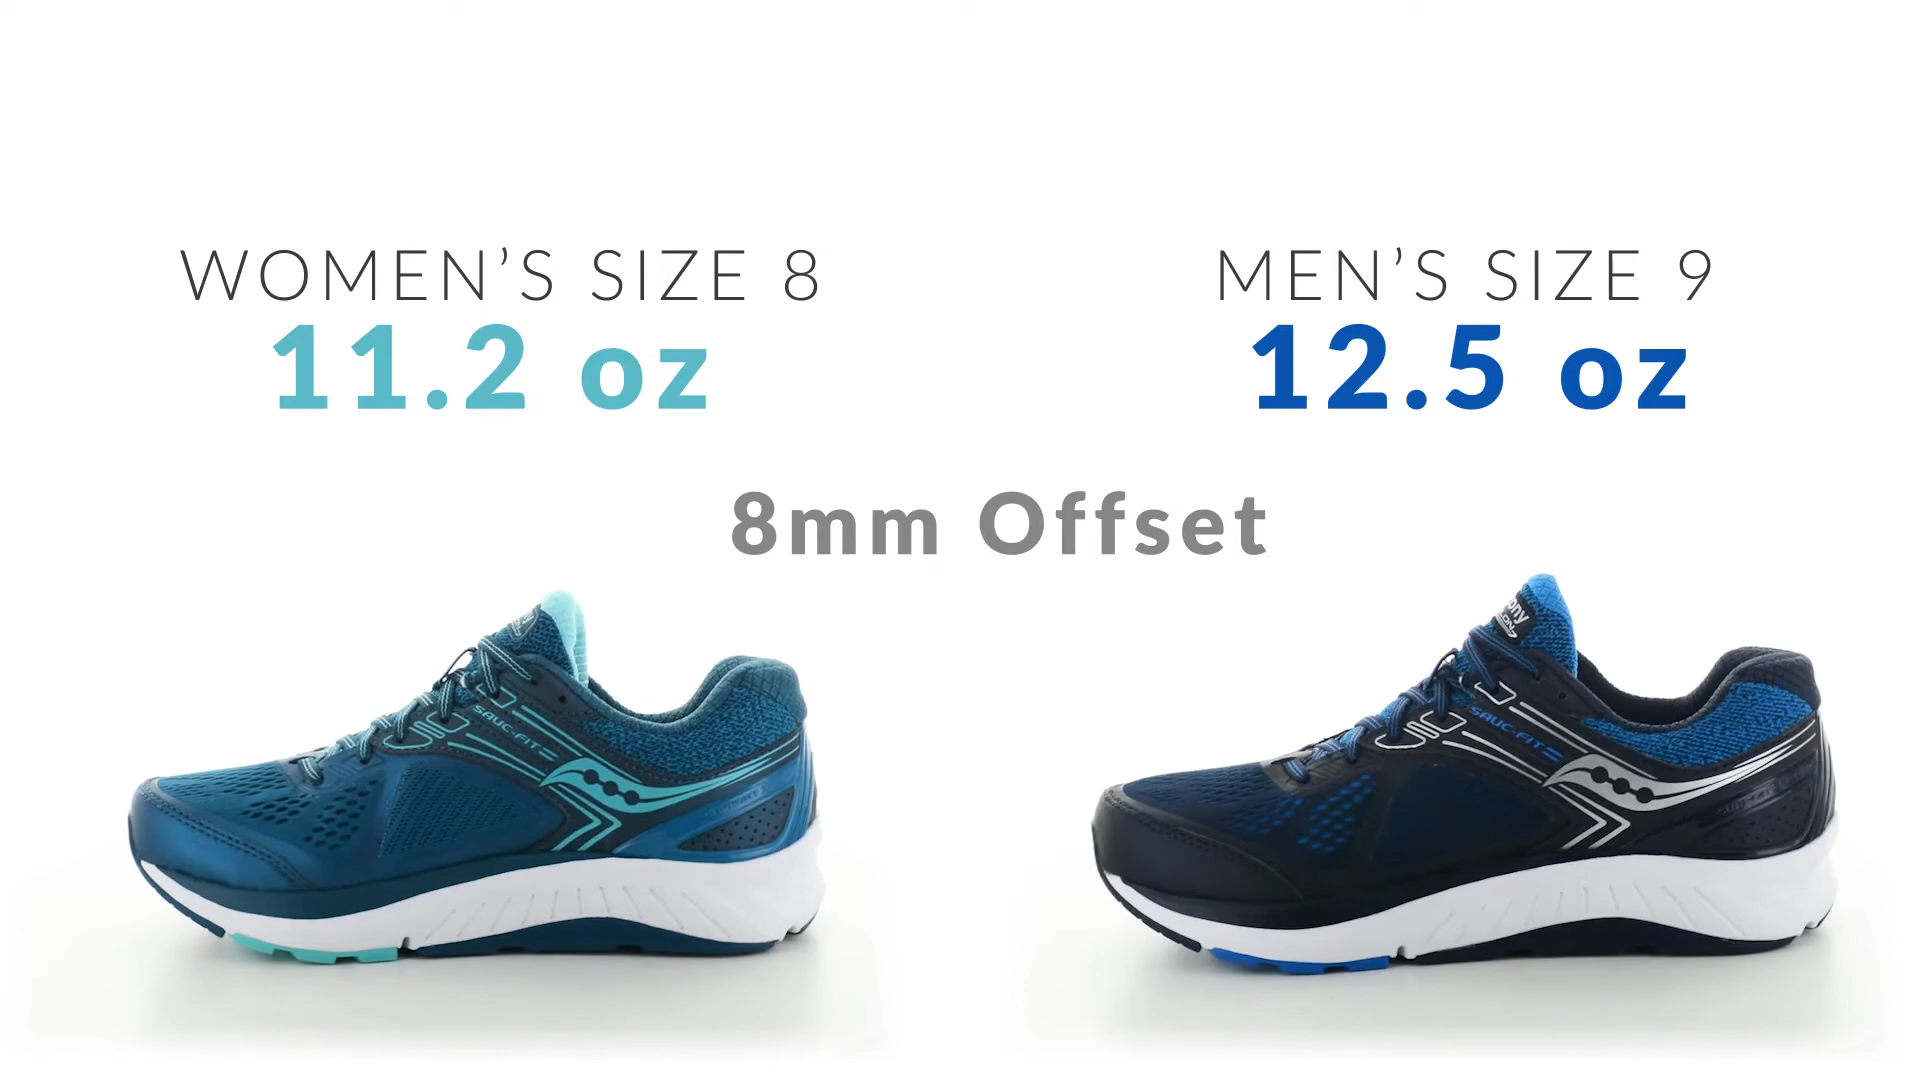 WOMEN’S SIZE 8
11.2 oz
MEN’S SIZE 9
12.5 oz
8mm Offset
SAUC-FIT
SAUC-FIT